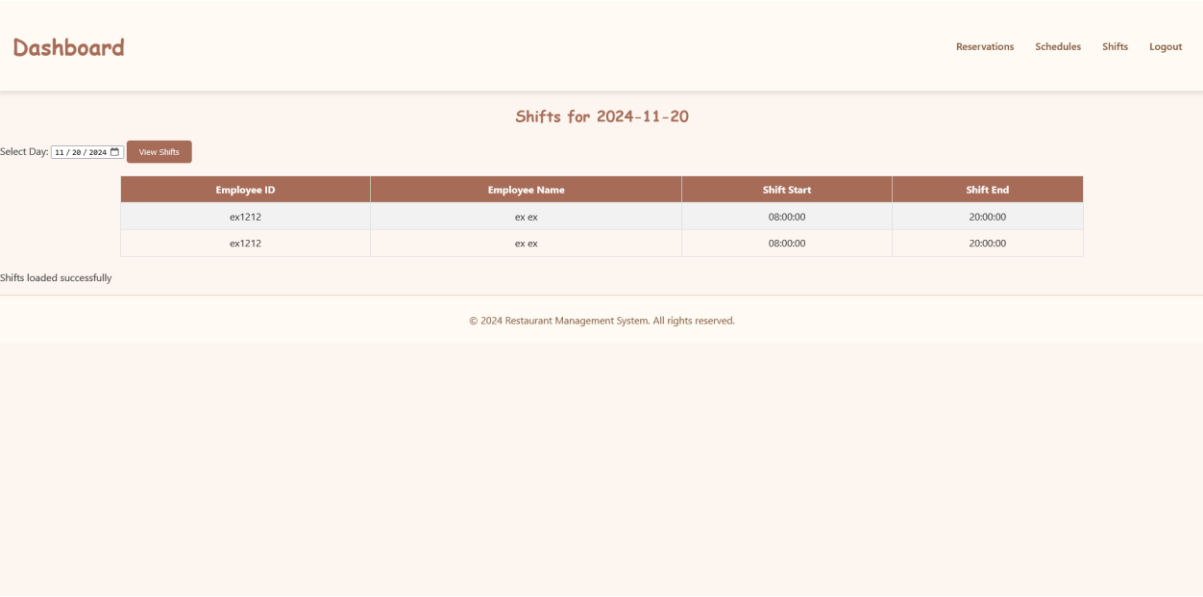 Dashboard
Reservations Schedules Shifts Logout
Shifts for 2024-11-20
Select Day: 11/20/2024 View Shifts
Employee ID Employee Name Shift Start Shift End
ex1212 ex ex 08:00:00 20:00:00
ex1212 ex ex 08:00:00 20:00:00
Shifts loaded successfully
© 2024 Restaurant Management System. All rights reserved.